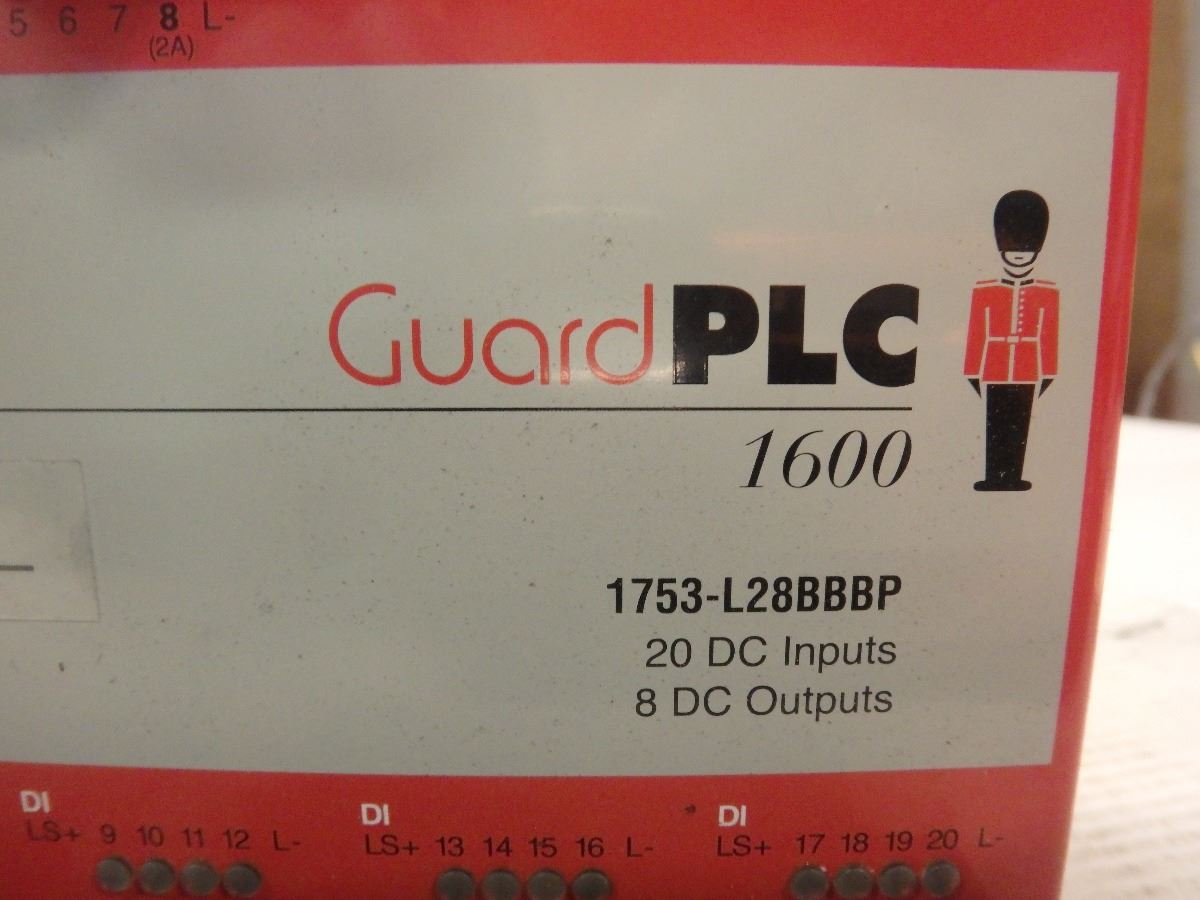 5 6 7 8 L-
(2A)
GuardPLC
1600
1753-L28BBBP
20 DC Inputs
8 DC Outputs
DI DI DI
LS+ 9 10 11 12 L- LS+ 13 14 15 16 L- LS+ 17 18 19 20 L-